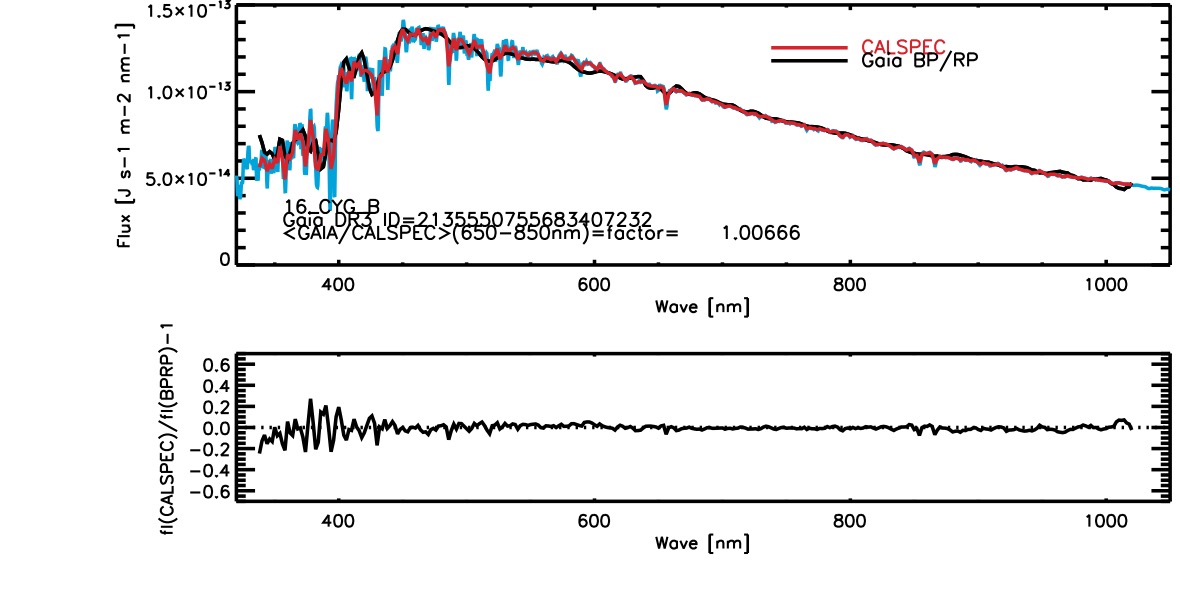 1.5×10−13
1.0×10−13
5.0×10−14
0
Flux [J s−1 m−2 nm−1]
CALSPEC
Gaia BP/RP
16_CYG_B
Gaia DR3 ID=2135550755683407232
<GAIA/CALSPEC>(650−850nm)=factor= 1.00666
400 600 800 1000
Wave [nm]
0.6
0.4
0.2
0.0
−0.2
−0.4
−0.6
fl(CALSPEC)/fl(BPRP)−1
400 600 800 1000
Wave [nm]